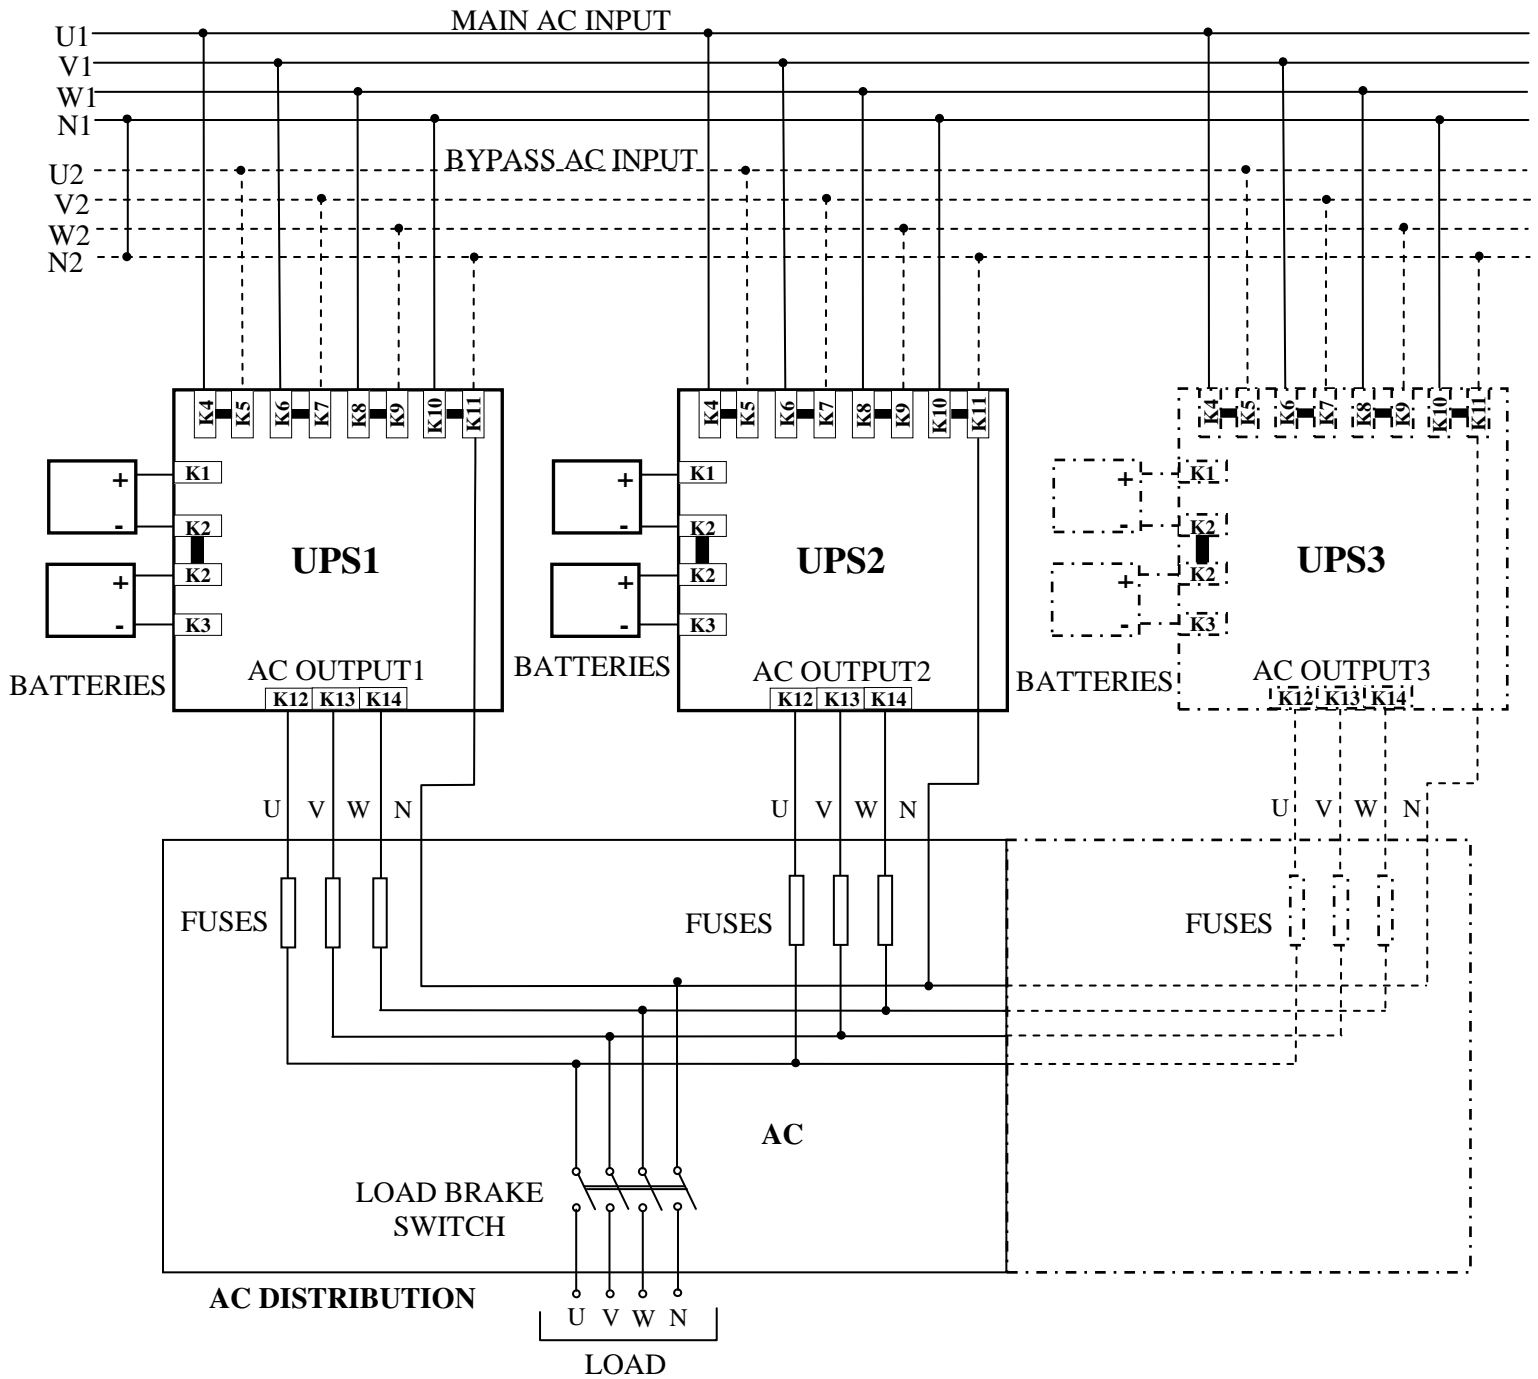 MAIN AC INPUT
U1
V1
W1
N1
BYPASS AC INPUT
U2
V2
W2
N2
K4 K5 K6 K7 K8 K9 K10 K11
K4 K5 K6 K7 K8 K9 K10 K11
K4 K5 K6 K7 K8 K9 K10 K11
+ K1
- K2
UPS1
+ K2
- K3
BATTERIES
AC OUTPUT1
K12 K13 K14
+ K1
- K2
UPS2
+ K2
- K3
BATTERIES
AC OUTPUT2
K12 K13 K14
+ K1
- K2
UPS3
+ K2
- K3
BATTERIES
AC OUTPUT3
K12 K13 K14
U V W N
U V W N
U V W N
FUSES
FUSES
FUSES
AC
LOAD BRAKE
SWITCH
AC DISTRIBUTION
U V W N
LOAD